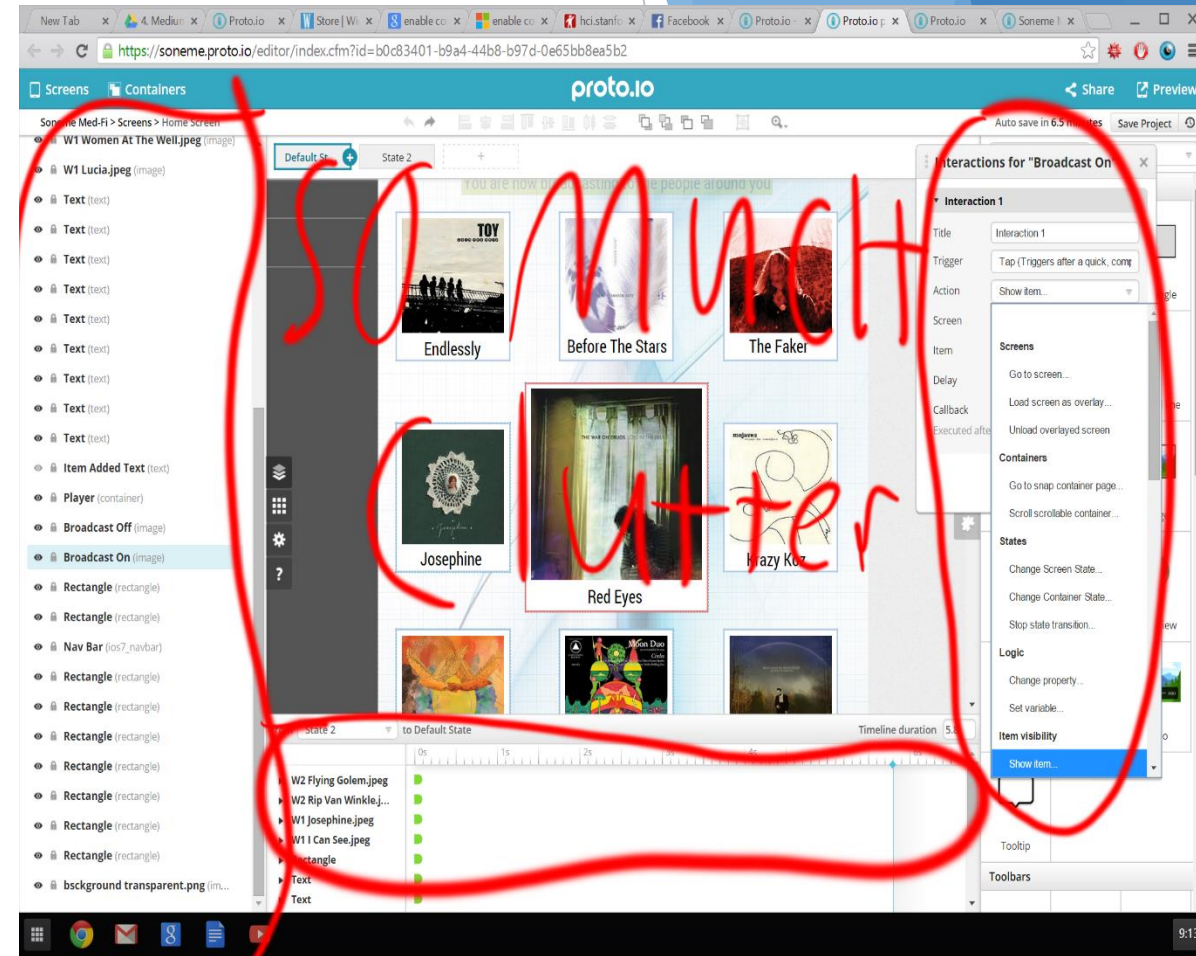 New Tab
4. Mediun
Proto.io
Store | Wi
enable co
enable co
hci.stanfo
Facebook
Proto.io -
Proto.io p
Proto.io
Soneme M
https://soneme.proto.io/editor/index.cfm?id=b0c83401-b9a4-44b8-b97d-0e65bb8ea5b2
Screens
Containers
proto.io
Share
Preview
Soneme Med-Fi > Screens > Home Screen
Auto save in 6.5 minutes
Save Project
W1 Women At The Well.jpeg (image)
W1 Lucia.jpeg (image)
Text (text)
Text (text)
Text (text)
Text (text)
Text (text)
Text (text)
Text (text)
Text (text)
Text (text)
Item Added Text (text)
Player (container)
Broadcast Off (image)
Broadcast On (image)
Rectangle (rectangle)
Rectangle (rectangle)
Nav Bar (ios7_navbar)
Rectangle (rectangle)
Rectangle (rectangle)
Rectangle (rectangle)
Rectangle (rectangle)
Rectangle (rectangle)
Rectangle (rectangle)
Rectangle (rectangle)
bsckground transparent.png (im...
Default St...
State 2
You are now broadcasting to the people around you
SO MUCH
Clutter
TOY
Endlessly
Before The Stars
The Faker
THE WAR ON DRUGS
Josephine
Josephine
Red Eyes
Krazy Koz
Moon Duo
Circles
State 2
to Default State
Timeline duration
0s
1s
2s
W2 Flying Golem.jpeg
W2 Rip Van Winkle.j...
W1 Josephine.jpeg
W1 I Can See.jpeg
Rectangle
Text
Text
Interactions for "Broadcast On"
Interaction 1
Title
Interaction 1
Trigger
Tap (Triggers after a quick, comp
Action
Show item...
Screen
Item
Delay
Callback
Executed afte
Screens
Go to screen...
Load screen as overlay...
Unload overlayed screen
Containers
Go to snap container page...
Scroll scrollable container...
States
Change Screen State...
Change Container State...
Stop state transition...
Logic
Change property...
Set variable...
Item visibility
Show item...
Tooltip
Toolbars
9:13